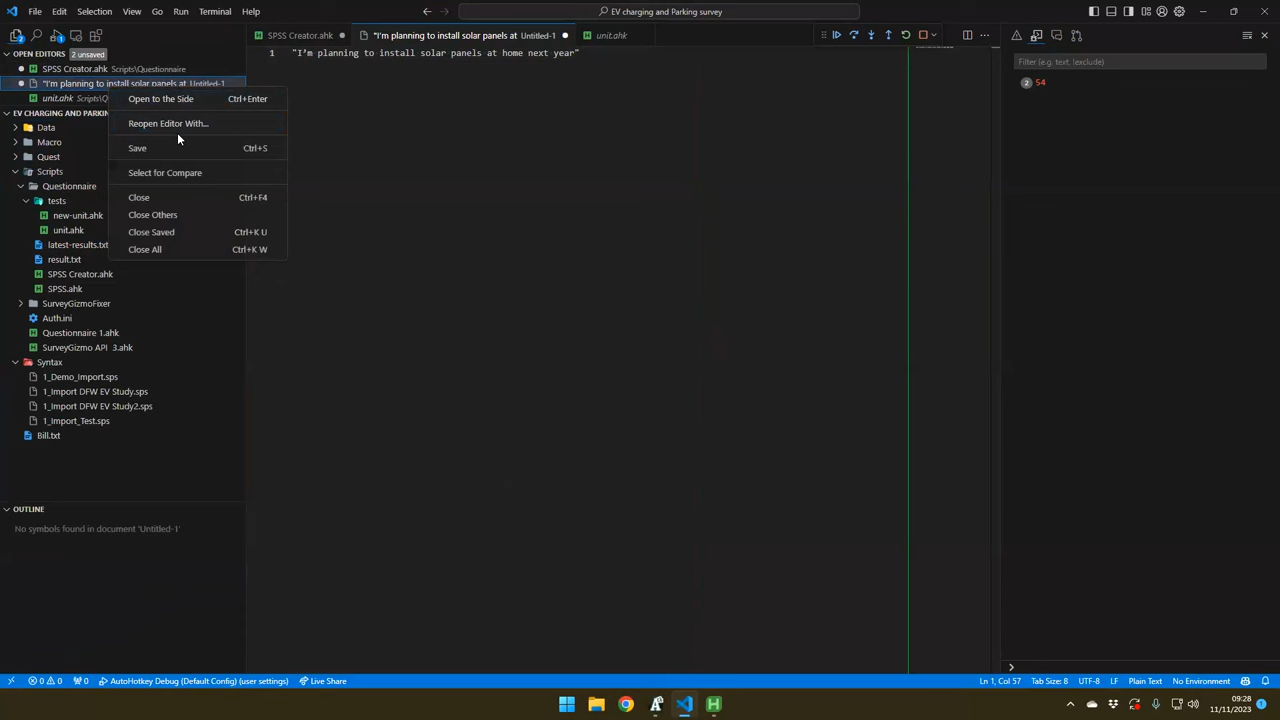 File Edit Selection View Go Run Terminal Help
EV charging and Parking survey
OPEN EDITORS 2 unsaved
SPSS Creator.ahk Scripts\Questionnaire
"I'm planning to install solar panels at Untitled-1
unit.ahk Scripts\Q
EV CHARGING AND PARKIN
Data
Macro
Quest
Scripts
Questionnaire
tests
new-unit.ahk
unit.ahk
latest-results.txt
result.txt
SPSS Creator.ahk
SPSS.ahk
SurveyGizmoFixer
Auth.ini
Questionnaire 1.ahk
SurveyGizmo API 3.ahk
Syntax
1_Demo_Import.sps
1_Import DFW EV Study.sps
1_Import DFW EV Study2.sps
1_Import_Test.sps
Bill.txt
OUTLINE
No symbols found in document 'Untitled-1'
Open to the Side Ctrl+Enter
Reopen Editor With...
Save Ctrl+S
Select for Compare
Close Ctrl+F4
Close Others
Close Saved Ctrl+K U
Close All Ctrl+K W
SPSS Creator.ahk
"I'm planning to install solar panels at Untitled-1
unit.ahk
1 "I'm planning to install solar panels at home next year"
Filter (e.g. text, !exclude)
2 54
0 0 0 AutoHotkey Debug (Default Config) (user settings) Live Share
Ln 1, Col 57 Tab Size: 8 UTF-8 LF Plain Text No Environment
09:28
11/11/2023